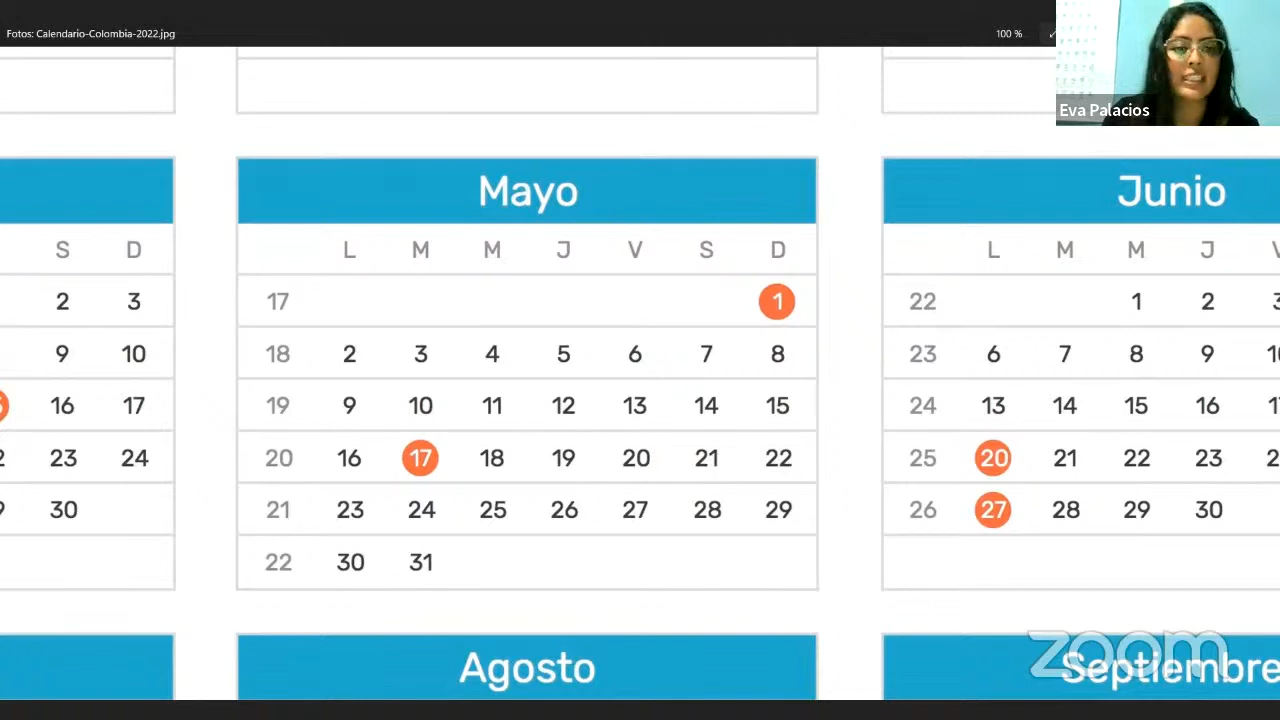 Fotos: Calendario-Colombia-2022.jpg
100 %
Eva Palacios
S D
2 3
9 10
16 17
23 24
30
Mayo
L M M J V S D
17 1
18 2 3 4 5 6 7 8
19 9 10 11 12 13 14 15
20 16 17 18 19 20 21 22
21 23 24 25 26 27 28 29
22 30 31
Junio
L M M J
22 1 2 3
23 6 7 8 9
24 13 14 15 16
25 20 21 22 23
26 27 28 29 30
Agosto
Septiembre
zoom